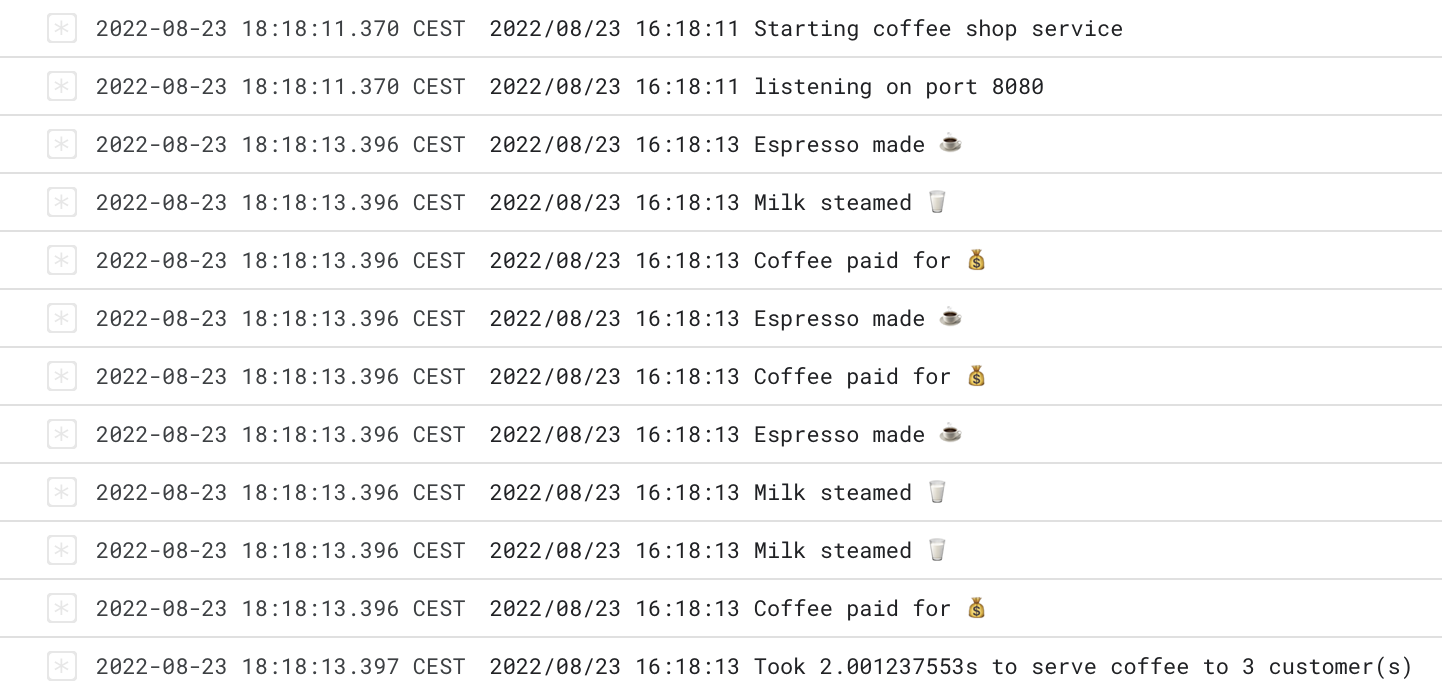 2022-08-23 18:18:11.370 CEST 2022/08/23 16:18:11 Starting coffee shop service
2022-08-23 18:18:11.370 CEST 2022/08/23 16:18:11 listening on port 8080
2022-08-23 18:18:13.396 CEST 2022/08/23 16:18:13 Espresso made ☕
2022-08-23 18:18:13.396 CEST 2022/08/23 16:18:13 Milk steamed 🥛
2022-08-23 18:18:13.396 CEST 2022/08/23 16:18:13 Coffee paid for 💰
2022-08-23 18:18:13.396 CEST 2022/08/23 16:18:13 Espresso made ☕
2022-08-23 18:18:13.396 CEST 2022/08/23 16:18:13 Coffee paid for 💰
2022-08-23 18:18:13.396 CEST 2022/08/23 16:18:13 Espresso made ☕
2022-08-23 18:18:13.396 CEST 2022/08/23 16:18:13 Milk steamed 🥛
2022-08-23 18:18:13.396 CEST 2022/08/23 16:18:13 Milk steamed 🥛
2022-08-23 18:18:13.396 CEST 2022/08/23 16:18:13 Coffee paid for 💰
2022-08-23 18:18:13.397 CEST 2022/08/23 16:18:13 Took 2.001237553s to serve coffee to 3 customer(s)